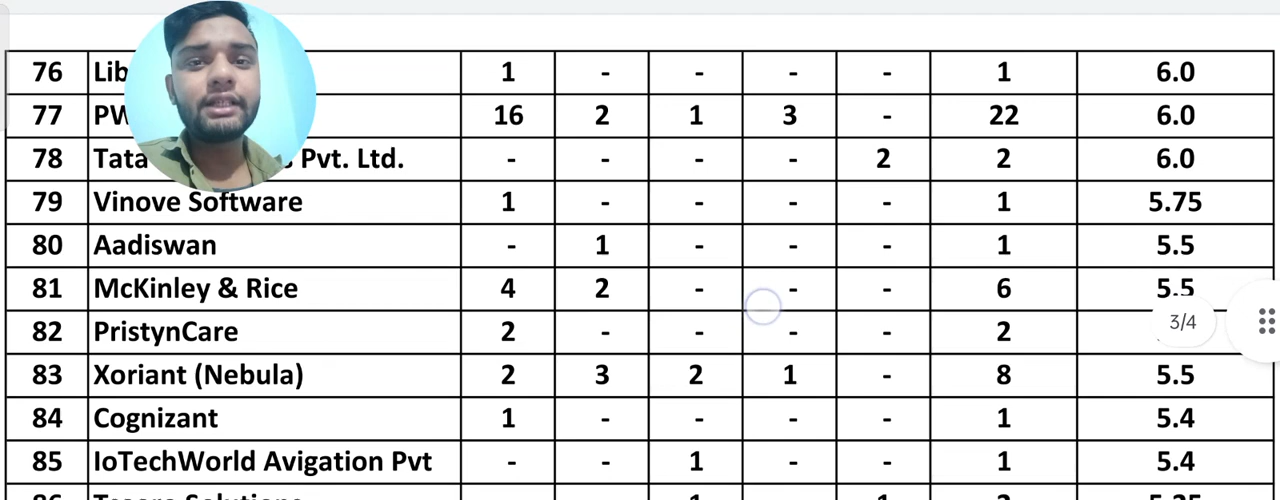 76 Lib 1 - - - - 1 6.0
77 PW 16 2 1 3 - 22 6.0
78 Tata Pvt. Ltd. - - - - 2 2 6.0
79 Vinove Software 1 - - - - 1 5.75
80 Aadiswan - 1 - - - 1 5.5
81 McKinley & Rice 4 2 - - - 6 5.5
82 PristynCare 2 - - - - 2
3/4
83 Xoriant (Nebula) 2 3 2 1 - 8 5.5
84 Cognizant 1 - - - - 1 5.4
85 IoTechWorld Avigation Pvt - - 1 - - 1 5.4